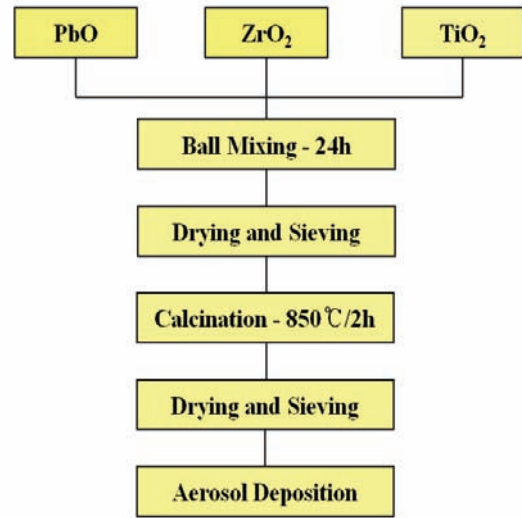 PbO
ZrO₂
TiO₂
Ball Mixing - 24h
Drying and Sieving
Calcination - 850℃/2h
Drying and Sieving
Aerosol Deposition